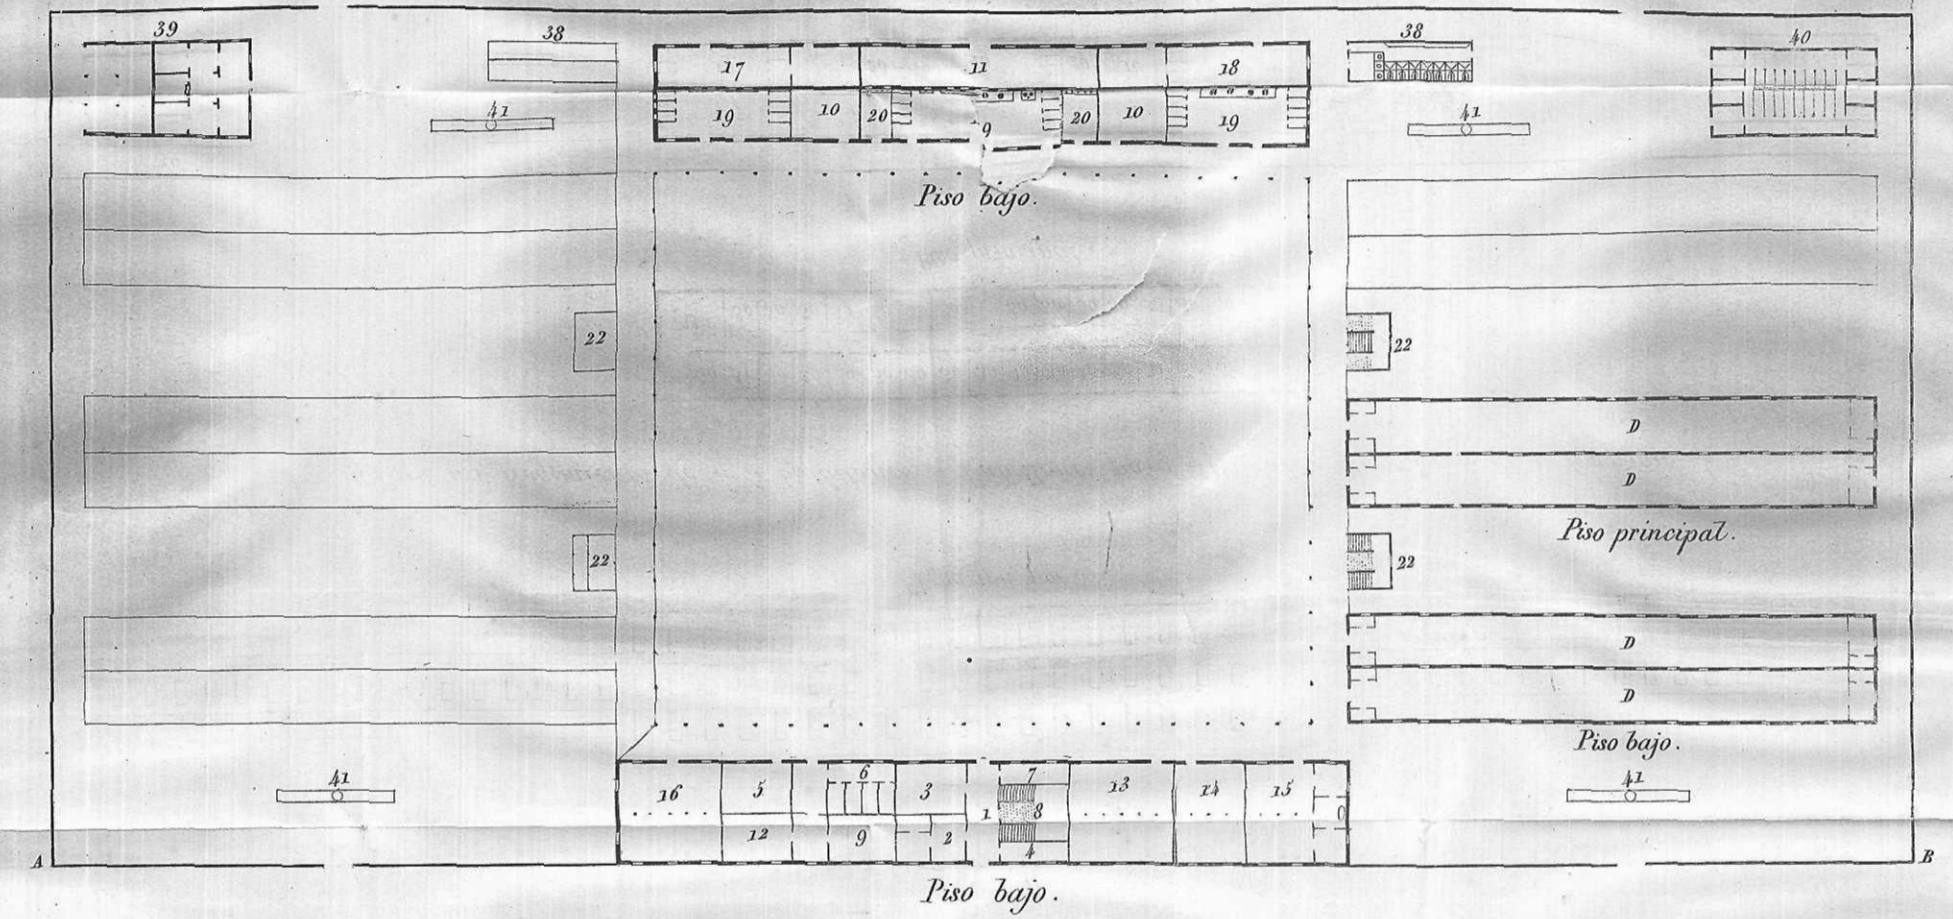 39 38 38 40
17 11 18
41 41
19 10 20 9 20 10 19
Piso bajo.
22 22
D
D
Piso principal.
22 22
D
D
Piso bajo.
41 41
16 5 6 3 7 13 14 15
1 8
12 9 2 4
A B
Piso bajo.